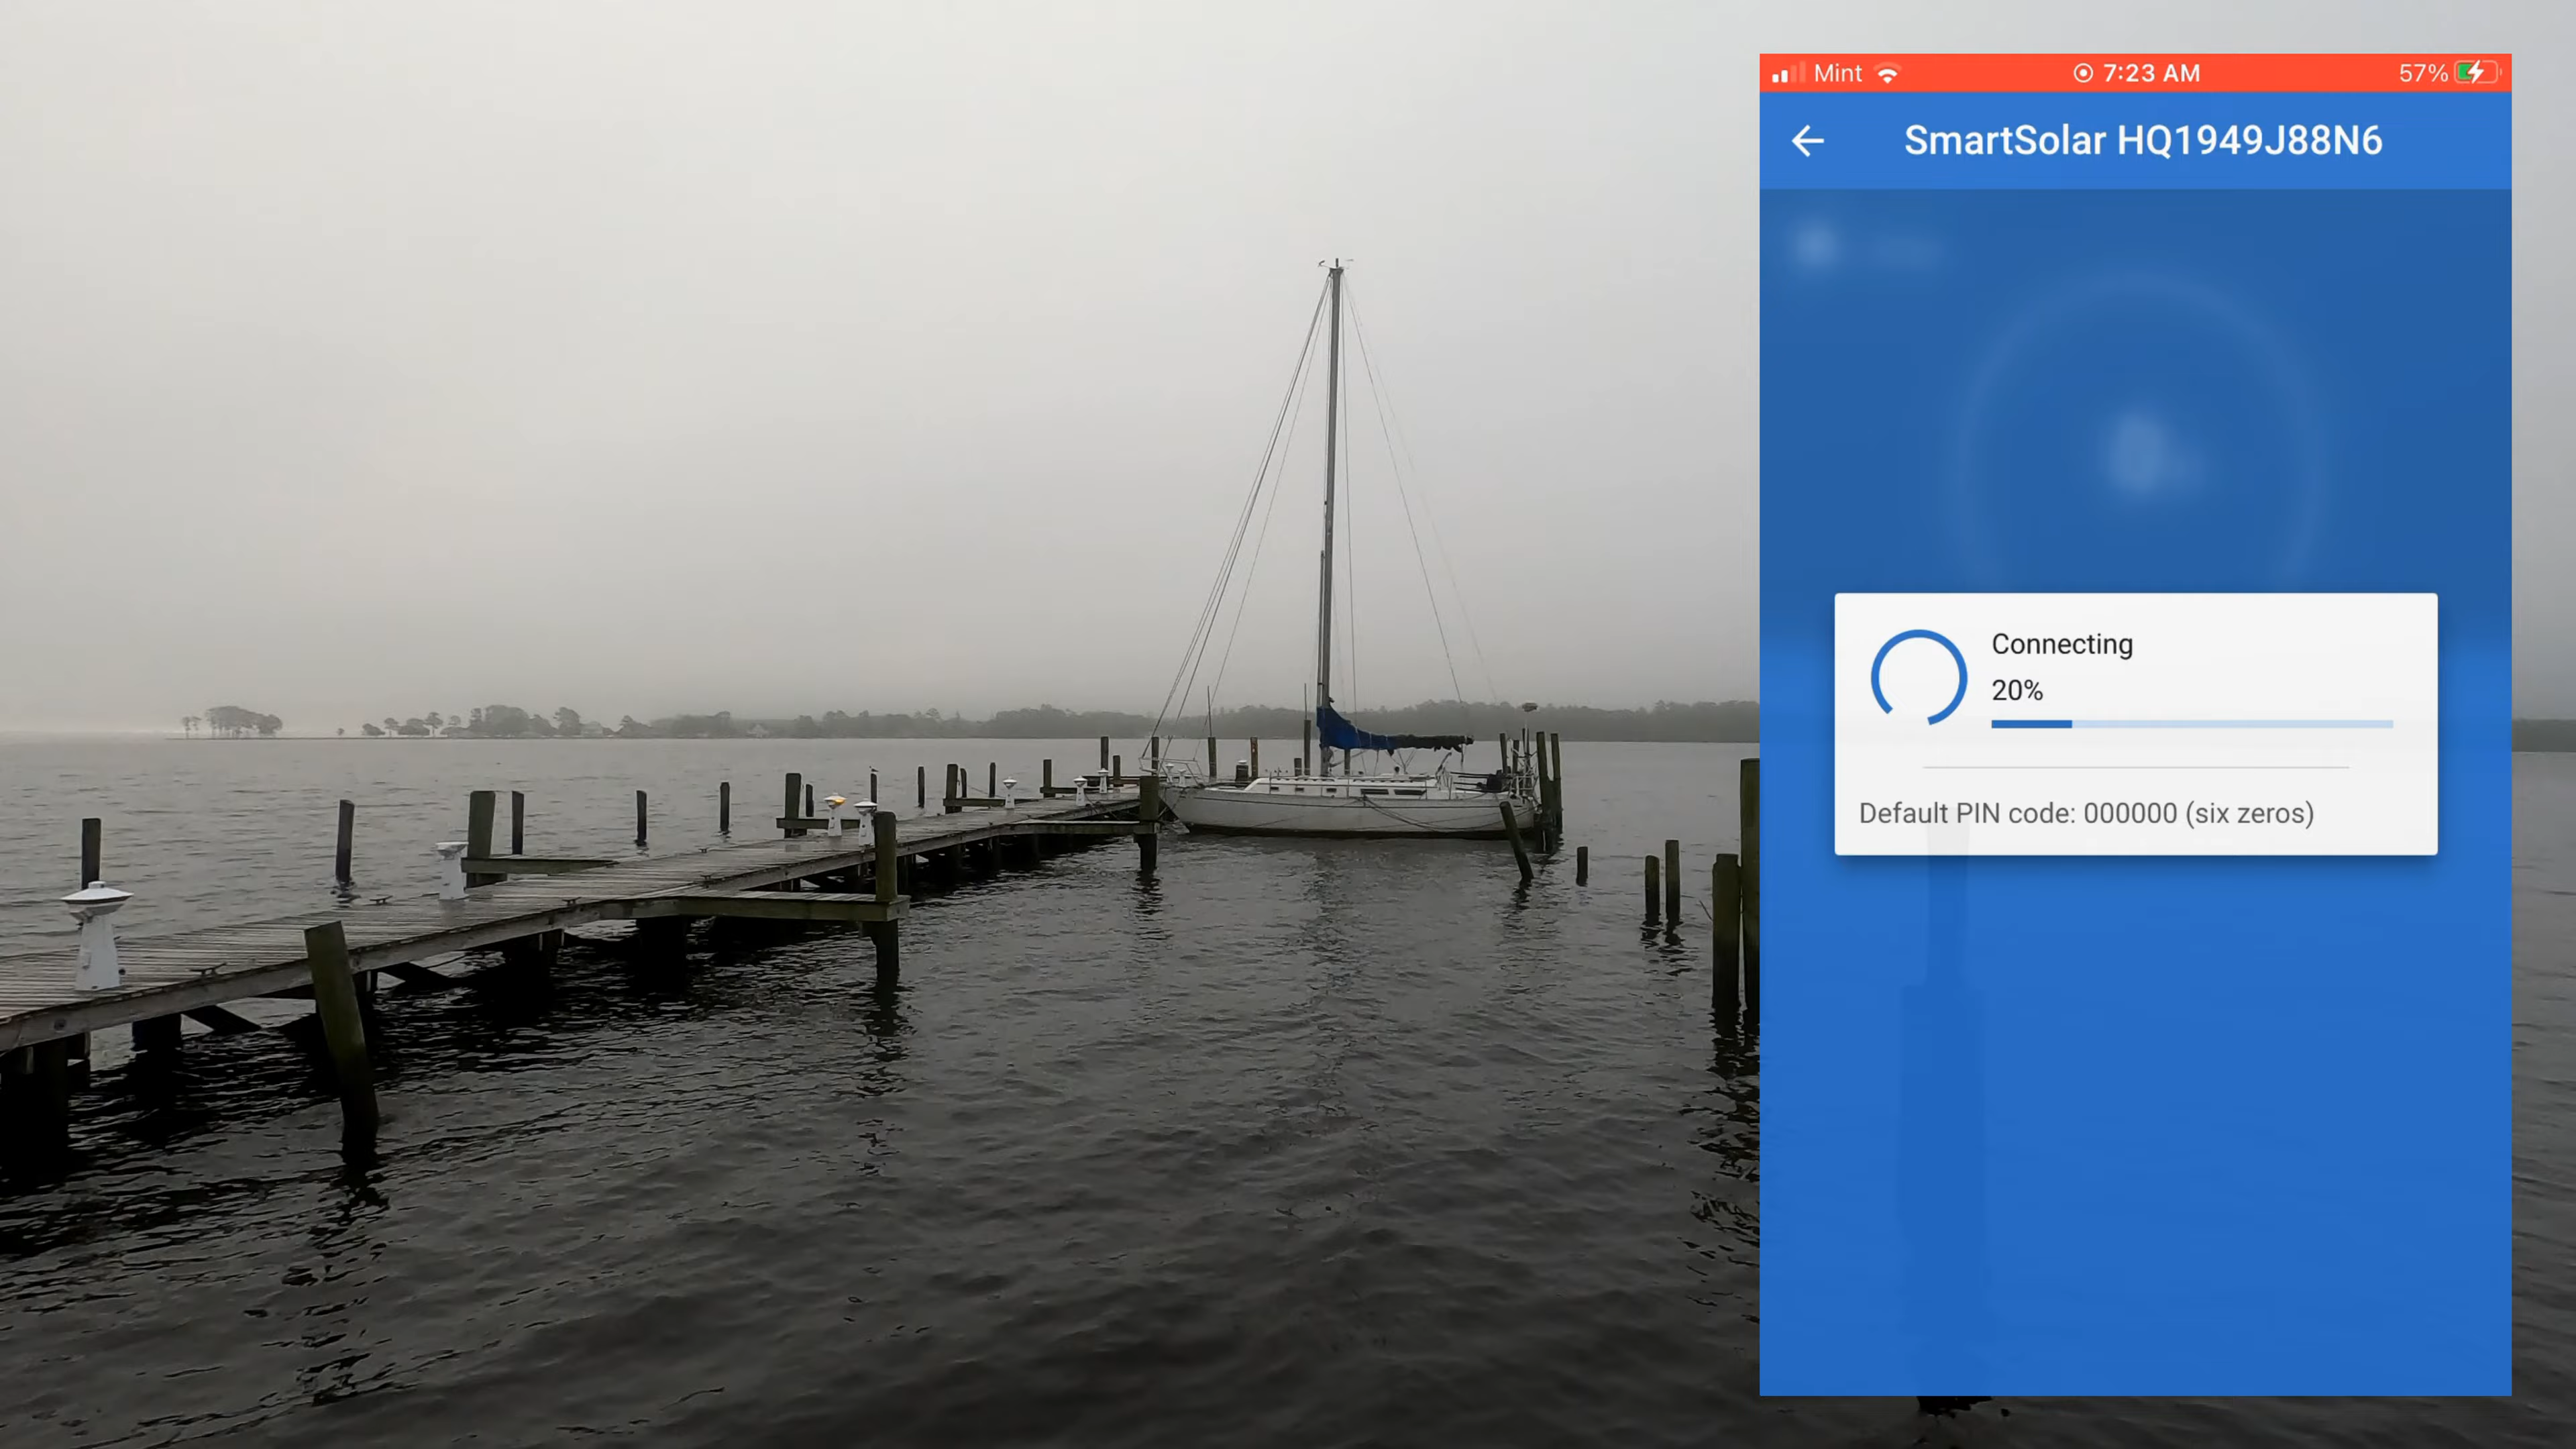 Mint 7:23 AM 57%
SmartSolar HQ1949J88N6
Connecting
20%
Default PIN code: 000000 (six zeros)